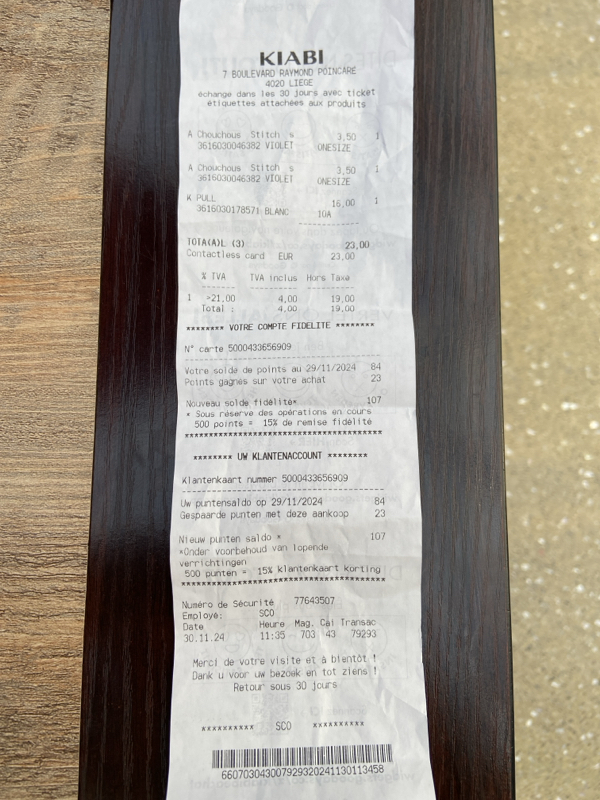 KIABI
7 BOULEVARD RAYMOND POINCARE
4020 LIEGE
échange dans les 30 jours avec ticket
étiquettes attachées aux produits
A Chouchous Stitch s 3,50 1
3616030046382 VIOLET ONESIZE
A Chouchous Stitch s 3,50 1
3616030046382 VIOLET ONESIZE
K PULL 16,00 1
3616030178571 BLANC 10A
--------------
TOTA(A)L (3) 23,00
Contactless card EUR 23,00
% TVA TVA inclus Hors Taxe
------- --------- ---------
1 >21,00 4,00 19,00
Total : 4,00 19,00
******** VOTRE COMPTE FIDELITE ********
N° carte 5000433656909
----------------------------------------
Votre solde de points au 29/11/2024 84
Points gagnés sur votre achat 23
Nouveau solde fidélité* 107
* Sous réserve des opérations en cours
500 points = 15% de remise fidélité
****************************************
******** UW KLANTENACCOUNT ********
Klantenkaart nummer 5000433656909
----------------------------------------
Uw puntensaldo op 29/11/2024 84
Gespaarde punten met deze aankoop 23
Nieuw punten saldo * 107
*Onder voorbehoud van lopende
verrichtingen
500 punten = 15% klantenkaart korting
****************************************
Numéro de Sécurité 77643507
Employé: SCO
Date Heure Mag. Cai Transac
30.11.24 11:35 703 43 79293
Merci de votre visite et à bientôt !
Dank u voor uw bezoek en tot ziens !
Retour sous 30 jours
********** SCO **********
660703043007929320241130113458